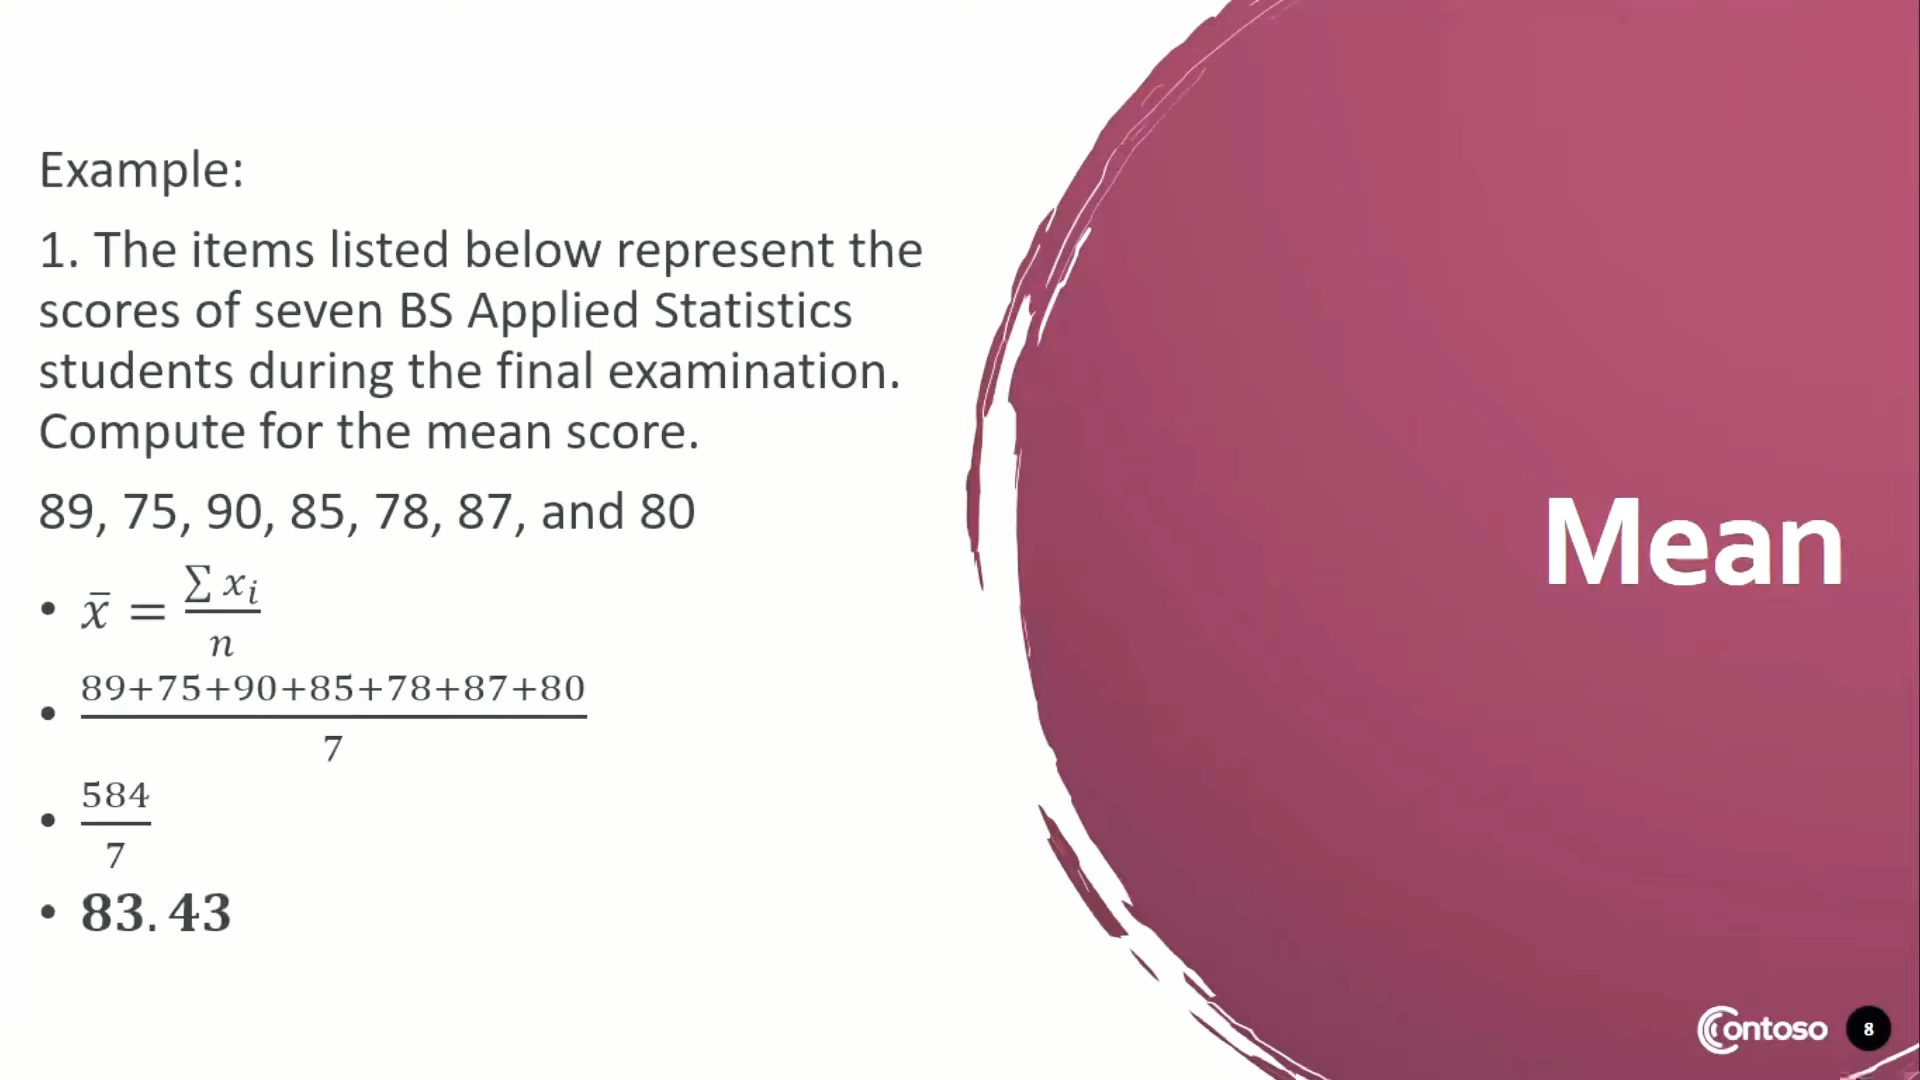 Example:
1. The items listed below represent the
scores of seven BS Applied Statistics
students during the final examination.
Compute for the mean score.
89, 75, 90, 85, 78, 87, and 80
• x̄ = ∑ xᵢ / n
• 89+75+90+85+78+87+80 / 7
• 584 / 7
• 83.43
Mean
Contoso
8